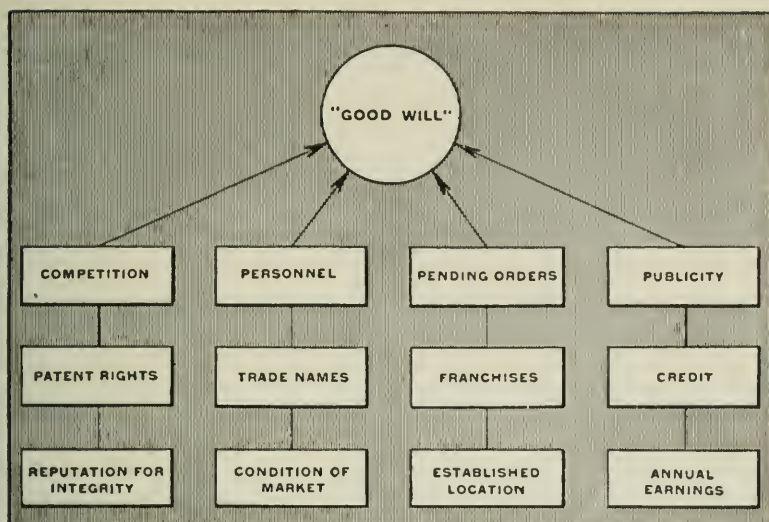 "GOOD WILL"
COMPETITION
PERSONNEL
PENDING ORDERS
PUBLICITY
PATENT RIGHTS
TRADE NAMES
FRANCHISES
CREDIT
REPUTATION FOR
INTEGRITY
CONDITION OF
MARKET
ESTABLISHED
LOCATION
ANNUAL
EARNINGS